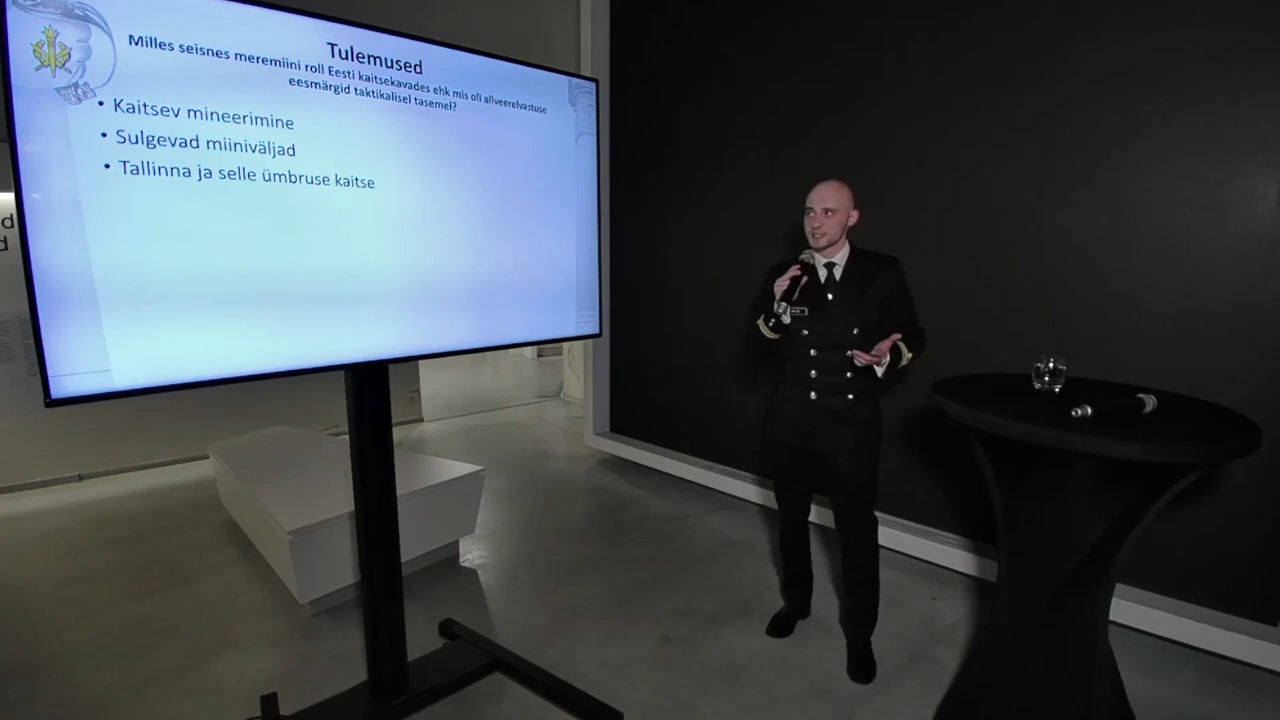 Tulemused
Milles seisnes meremiini roll Eesti kaitsekavades ehk mis oli allveerelvastuse
eesmärgid taktikalisel tasemel?
• Kaitsev mineerimine
• Sulgevad miiniväljad
• Tallinna ja selle ümbruse kaitse
d
d